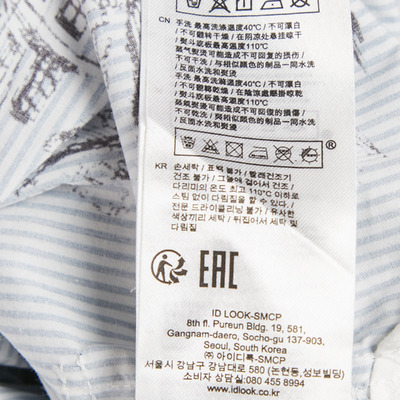 CN 手洗 最高洗涤温度40℃ / 不可漂白
/ 不可翻转干燥 / 在阴凉处悬挂晾干
/ 熨斗底板最高温度110℃
蒸气熨烫可能造成不可回复的损伤 /
/ 不可干洗 / 与相似颜色的制品一同水洗
/ 反面水洗和熨烫
手洗 最高洗滌溫度40℃ / 不可漂白
/ 不可翻轉乾燥 / 在陰涼處懸掛晾乾
/ 熨斗底板最高溫度110℃
蒸氣熨燙可能造成不可回復的損傷 /
/ 不可乾洗 / 与相似颜色的制品一同水洗
/ 反面水洗和熨燙
®
KR 손세탁 / 표백 불가 / 빨래건조기
건조 불가 / 그늘에 걸어서 건조 /
다리미의 온도 최고 110℃ 이하로
스팀 없이 다림질을 할 수 있다 /
전문 드라이클리닝 불가 / 유사한
색상끼리 세탁 / 뒤집어서 세탁 및
다림질
EAC
ID LOOK-SMCP
8th fl. Pureun Bldg. 19, 581,
Gangnam-daero, Socho-gu 137-903,
Seoul, South Korea
㈜ 아이디룩-SMCP
서울시 강남구 강남대로 580 (논현동,성보빌딩)
소비자 상담실: 080 455 8994
www.idlook.co.kr